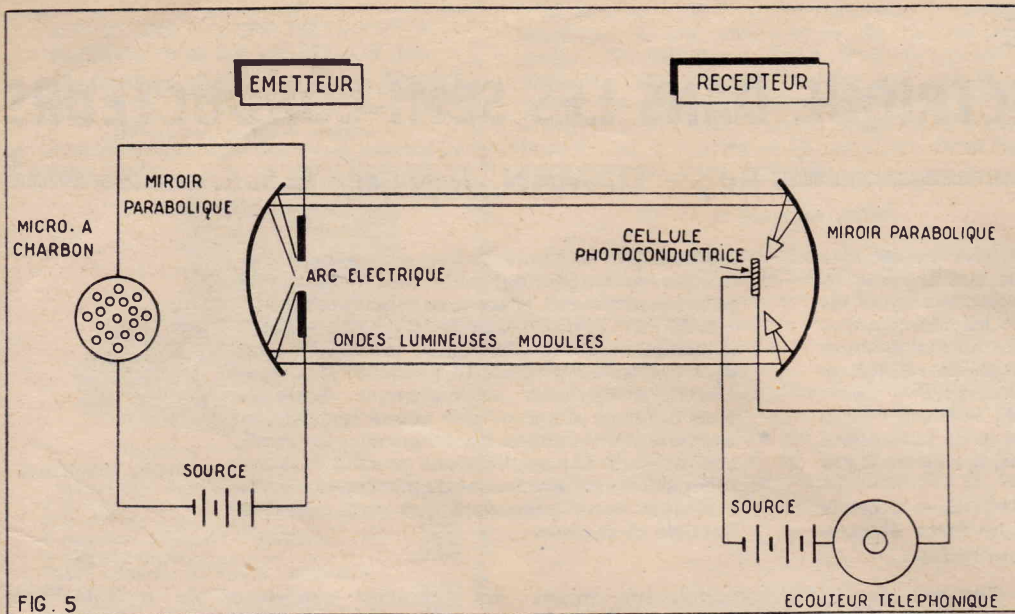 EMETTEUR
RECEPTEUR
MIROIR
PARABOLIQUE
MICRO. A
CHARBON
ARC ELECTRIQUE
CELLULE
PHOTOCONDUCTRICE
MIROIR PARABOLIQUE
ONDES LUMINEUSES MODULEES
SOURCE
SOURCE
FIG. 5
ECOUTEUR TELEPHONIQUE